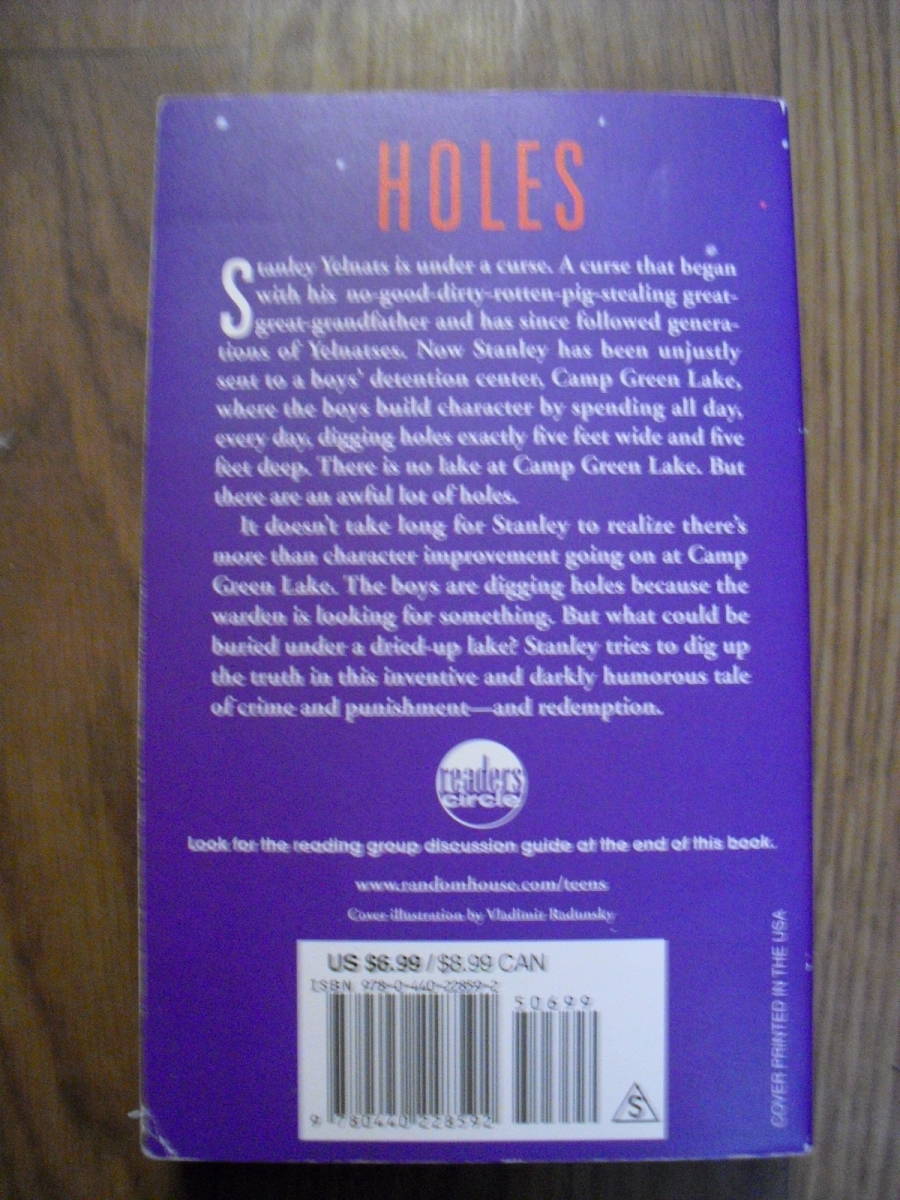 HOLES
Stanley Yelnats is under a curse. A curse that began
with his no-good-dirty-rotten-pig-stealing great-
great-grandfather and has since followed genera-
tions of Yelnatses. Now Stanley has been unjustly
sent to a boys' detention center, Camp Green Lake,
where the boys build character by spending all day,
every day, digging holes exactly five feet wide and five
feet deep. There is no lake at Camp Green Lake. But
there are an awful lot of holes.
It doesn't take long for Stanley to realize there's
more than character improvement going on at Camp
Green Lake. The boys are digging holes because the
warden is looking for something. But what could be
buried under a dried-up lake? Stanley tries to dig up
the truth in this inventive and darkly humorous tale
of crime and punishment—and redemption.
readers
circle
Look for the reading group discussion guide at the end of this book.
www.randomhouse.com/teens
Cover illustration by Vladimir Radunsky
US $6.99 / $8.99 CAN
ISBN 978-0-440-22859-2
50699
9 780440 228592
S
COVER PRINTED IN THE USA